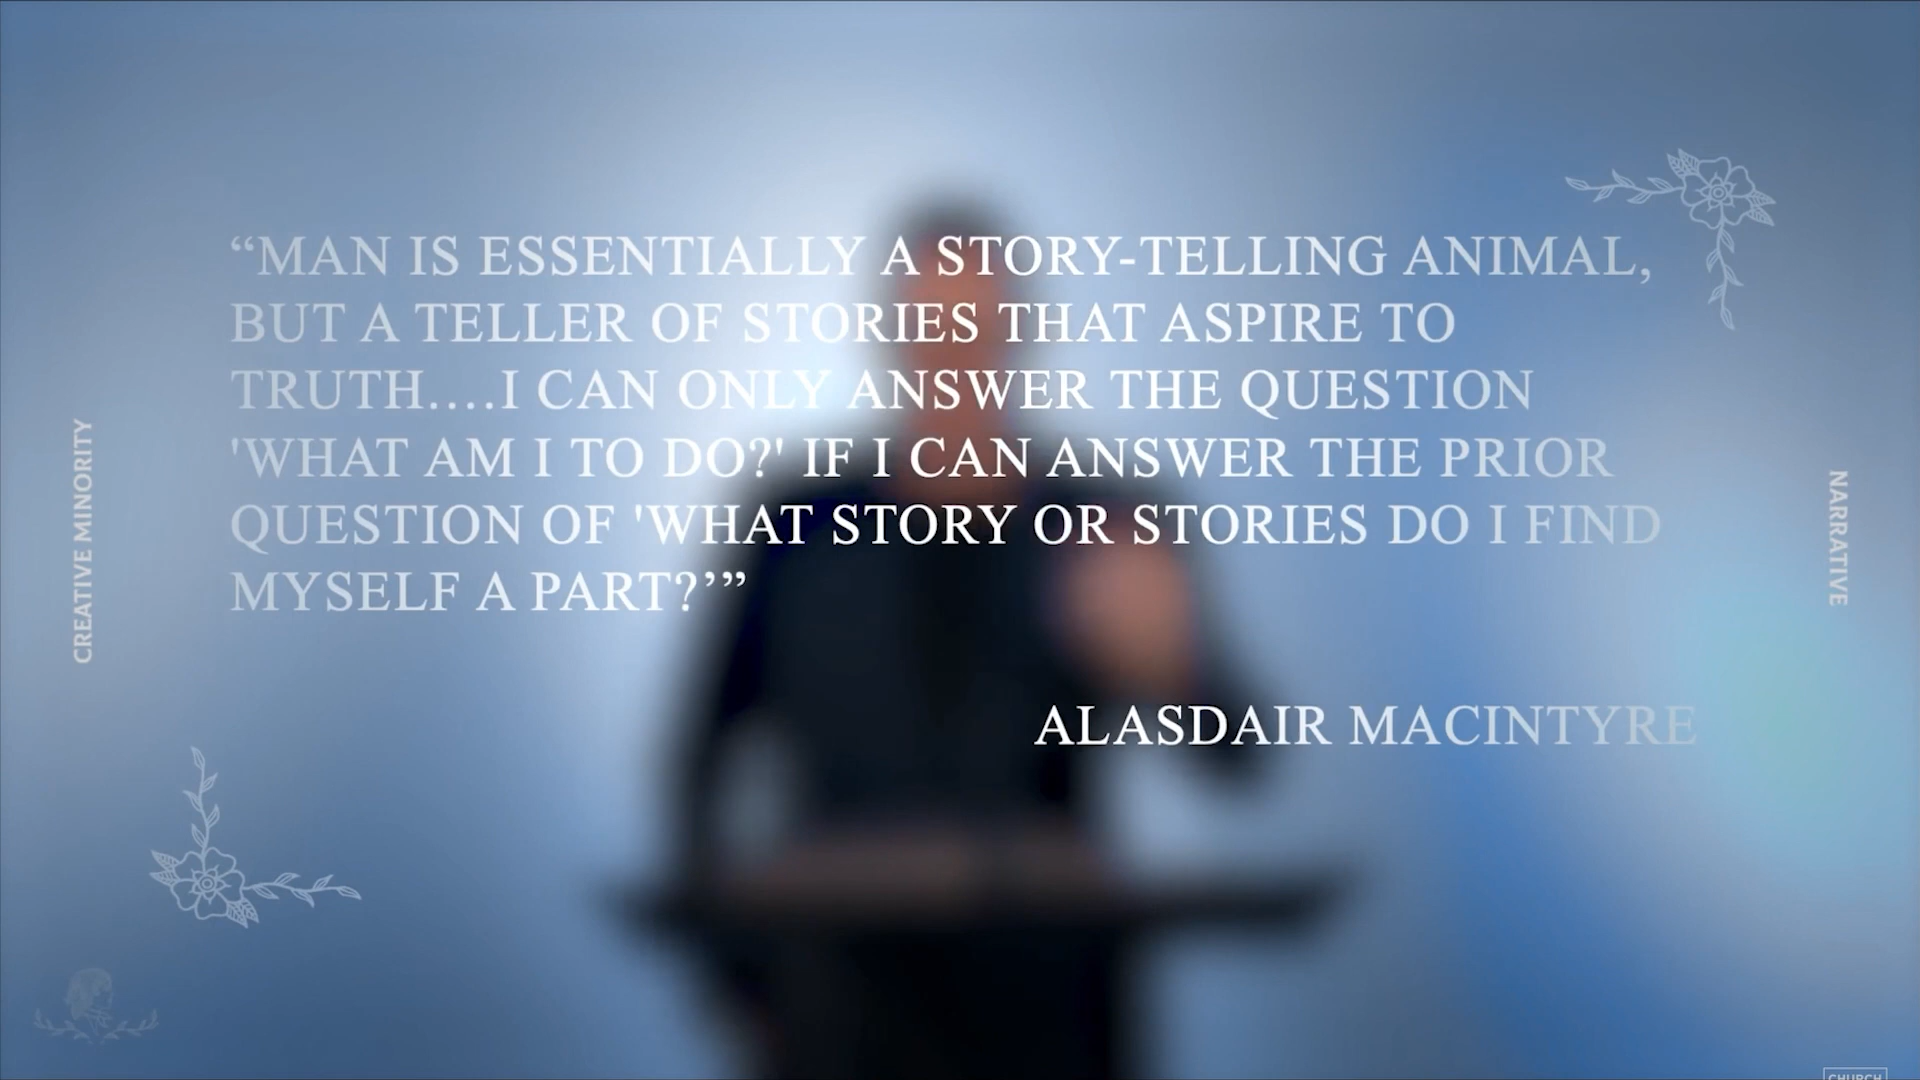 “MAN IS ESSENTIALLY A STORY-TELLING ANIMAL,
BUT A TELLER OF STORIES THAT ASPIRE TO
TRUTH....I CAN ONLY ANSWER THE QUESTION
'WHAT AM I TO DO?' IF I CAN ANSWER THE PRIOR
QUESTION OF 'WHAT STORY OR STORIES DO I FIND
MYSELF A PART?’”
ALASDAIR MACINTYRE
CREATIVE MINORITY
NARRATIVE
CHURCH